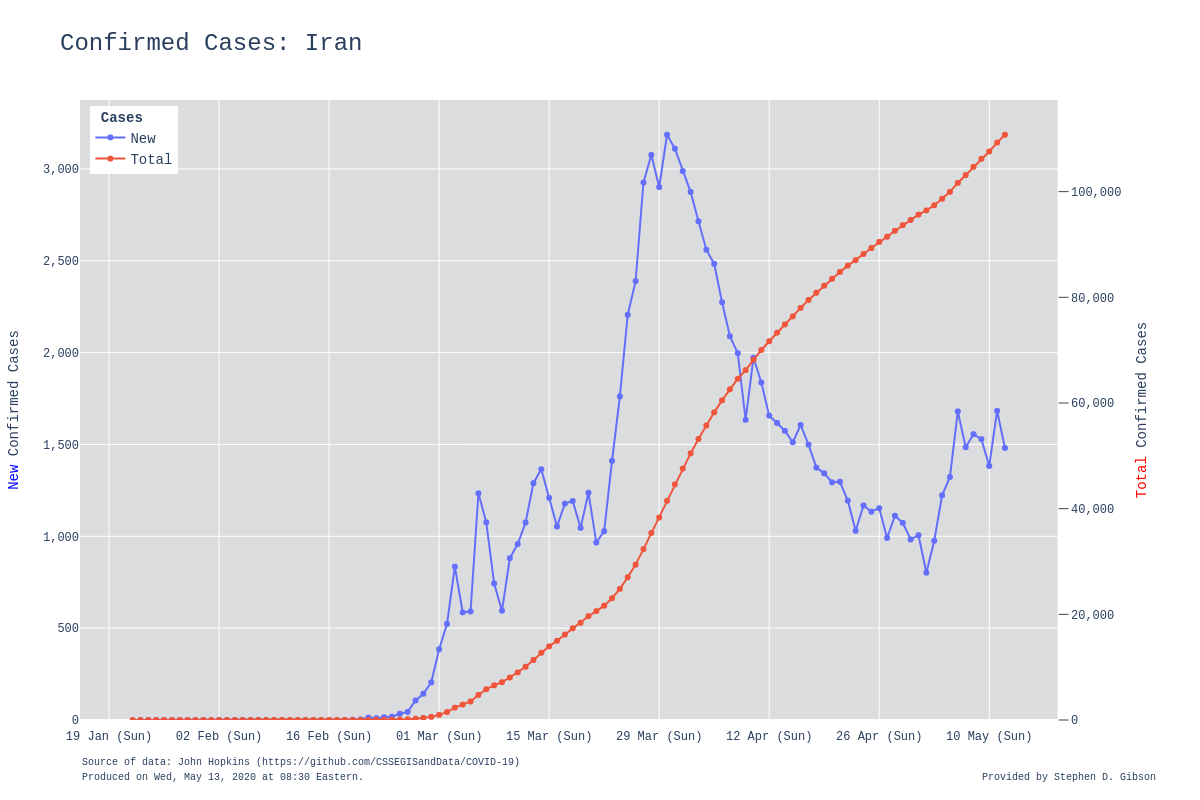 Confirmed Cases: Iran
Cases
New
Total
3,000
2,500
2,000
1,500
1,000
500
0
New Confirmed Cases
100,000
80,000
60,000
40,000
20,000
0
Total Confirmed Cases
19 Jan (Sun) 02 Feb (Sun) 16 Feb (Sun) 01 Mar (Sun) 15 Mar (Sun) 29 Mar (Sun) 12 Apr (Sun) 26 Apr (Sun) 10 May (Sun)
Source of data: John Hopkins (https://github.com/CSSEGISandData/COVID-19)
Produced on Wed, May 13, 2020 at 08:30 Eastern.
Provided by Stephen D. Gibson